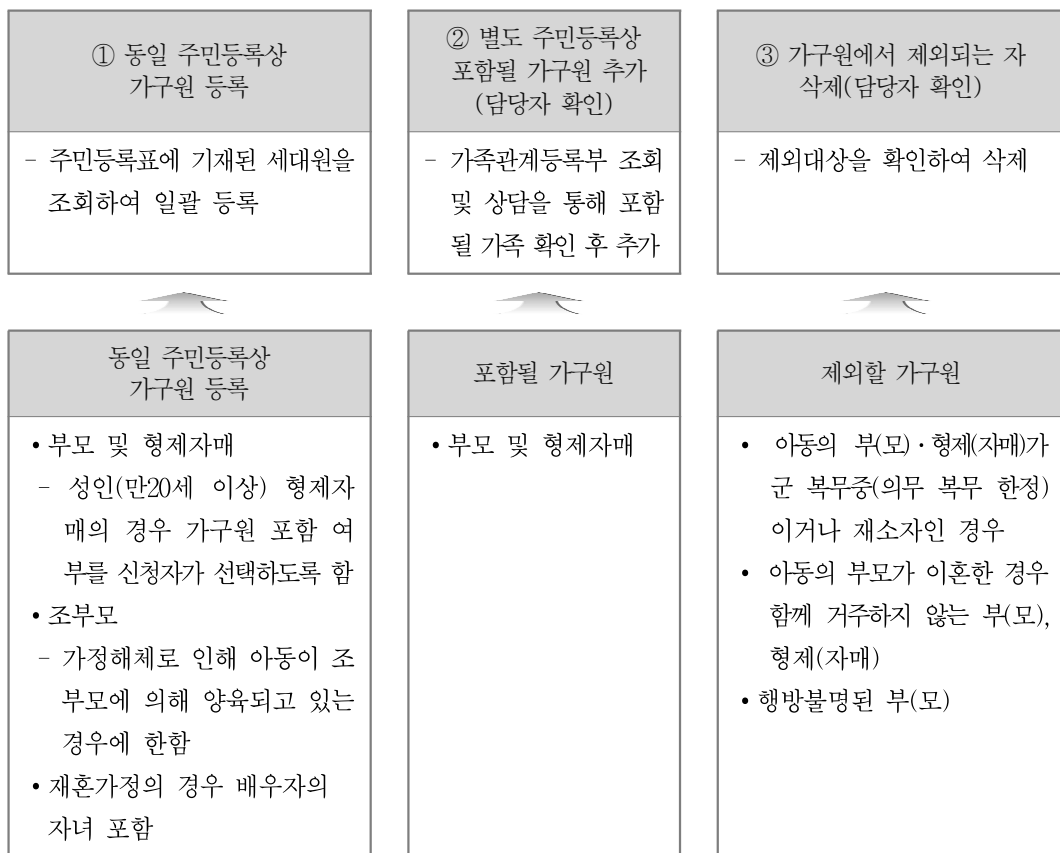 ① 동일 주민등록상
가구원 등록
- 주민등록표에 기재된 세대원을
조회하여 일괄 등록
② 별도 주민등록상
포함될 가구원 추가
(담당자 확인)
- 가족관계등록부 조회
및 상담을 통해 포함
될 가족 확인 후 추가
③ 가구원에서 제외되는 자
삭제(담당자 확인)
- 제외대상을 확인하여 삭제
동일 주민등록상
가구원 등록
• 부모 및 형제자매
- 성인(만20세 이상) 형제자
매의 경우 가구원 포함 여
부를 신청자가 선택하도록 함
• 조부모
- 가정해체로 인해 아동이 조
부모에 의해 양육되고 있는
경우에 한함
• 재혼가정의 경우 배우자의
자녀 포함
포함될 가구원
• 부모 및 형제자매
제외할 가구원
• 아동의 부(모)·형제(자매)가
군 복무중(의무 복무 한정)
이거나 재소자인 경우
• 아동의 부모가 이혼한 경우
함께 거주하지 않는 부(모),
형제(자매)
• 행방불명된 부(모)